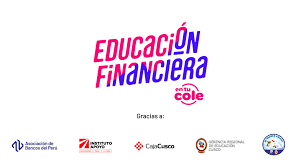 EDUCACIÓN
FINANCIERA
en tu
cole
Gracias a:
Asociación de
Bancos del Perú
INSTITUTO
APOYO
CajaCusco
GERENCIA REGIONAL
DE EDUCACIÓN
CUSCO